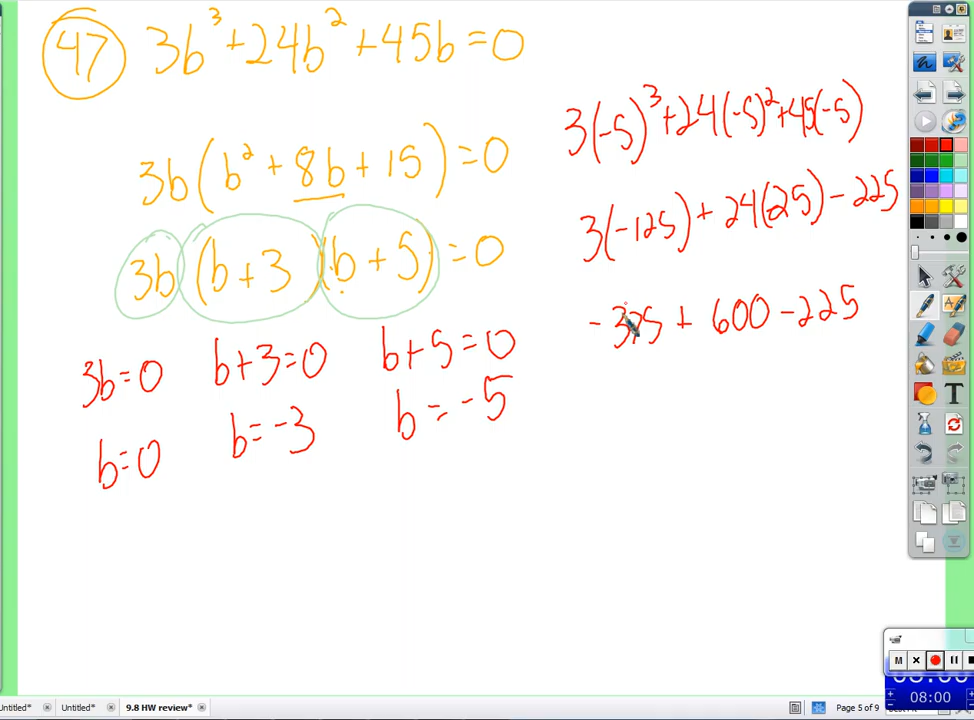 47 3b³ + 24b² + 45b = 0
3b(b² + 8b + 15) = 0
3b(b + 3)(b + 5) = 0
3b = 0 b + 3 = 0 b + 5 = 0
b = 0 b = -3 b = -5
3(-5)³ + 24(-5)² + 45(-5)
3(-125) + 24(25) - 225
-375 + 600 - 225
T
M
08:00
Untitled* Untitled* 9.8 HW review* Page 5 of 9